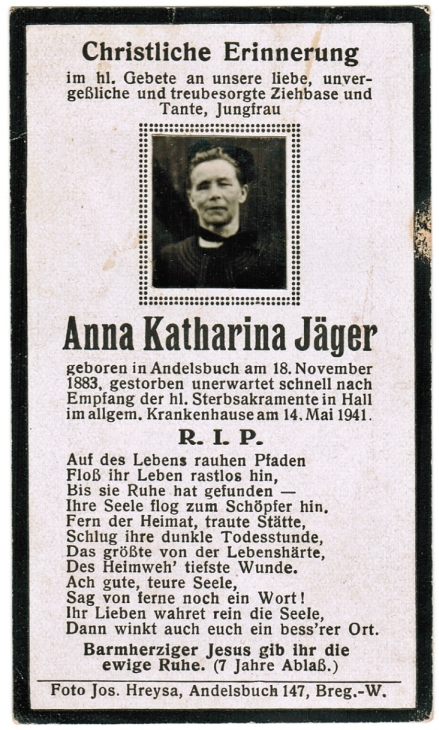 Christliche Erinnerung
im hl. Gebete an unsere liebe, unver-
geßliche und treubesorgte Ziehbase und
Tante, Jungfrau
Anna Katharina Jäger
geboren in Andelsbuch am 18. November
1883, gestorben unerwartet schnell nach
Empfang der hl. Sterbsakramente in Hall
im allgem. Krankenhause am 14. Mai 1941.
R. I. P.
Auf des Lebens rauhen Pfaden
Floß ihr Leben rastlos hin,
Bis sie Ruhe hat gefunden —
Ihre Seele flog zum Schöpfer hin.
Fern der Heimat, traute Stätte,
Schlug ihre dunkle Todesstunde,
Das größte von der Lebenshärte,
Des Heimweh' tiefste Wunde.
Ach gute, teure Seele,
Sag von ferne noch ein Wort!
Ihr Lieben wahret rein die Seele,
Dann winkt auch euch ein bess'rer Ort.
Barmherziger Jesus gib ihr die
ewige Ruhe. (7 Jahre Ablaß.)
Foto Jos. Hreysa, Andelsbuch 147, Breg.-W.